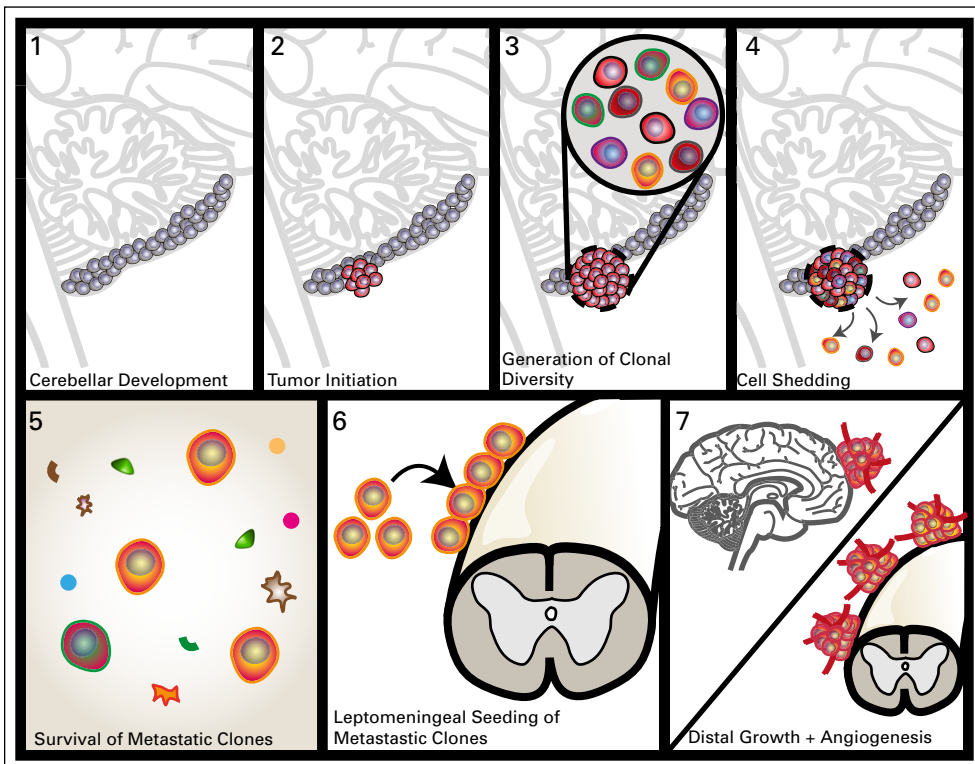 1
Cerebellar Development
2
Tumor Initiation
3
Generation of Clonal
Diversity
4
Cell Shedding
5
Survival of Metastatic Clones
6
Leptomeningeal Seeding of
Metastastic Clones
7
Distal Growth + Angiogenesis